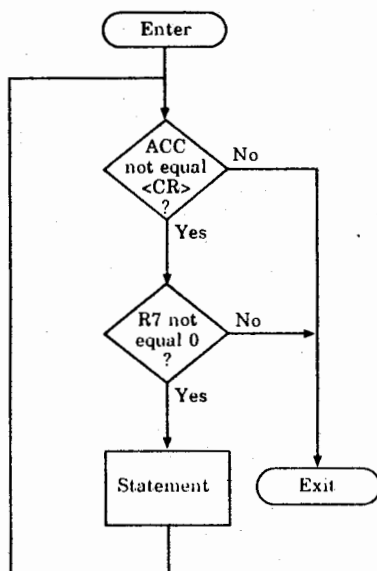 Enter
ACC
not equal
<CR>
?
No
Yes
R7 not
equal 0
?
No
Yes
Statement
Exit